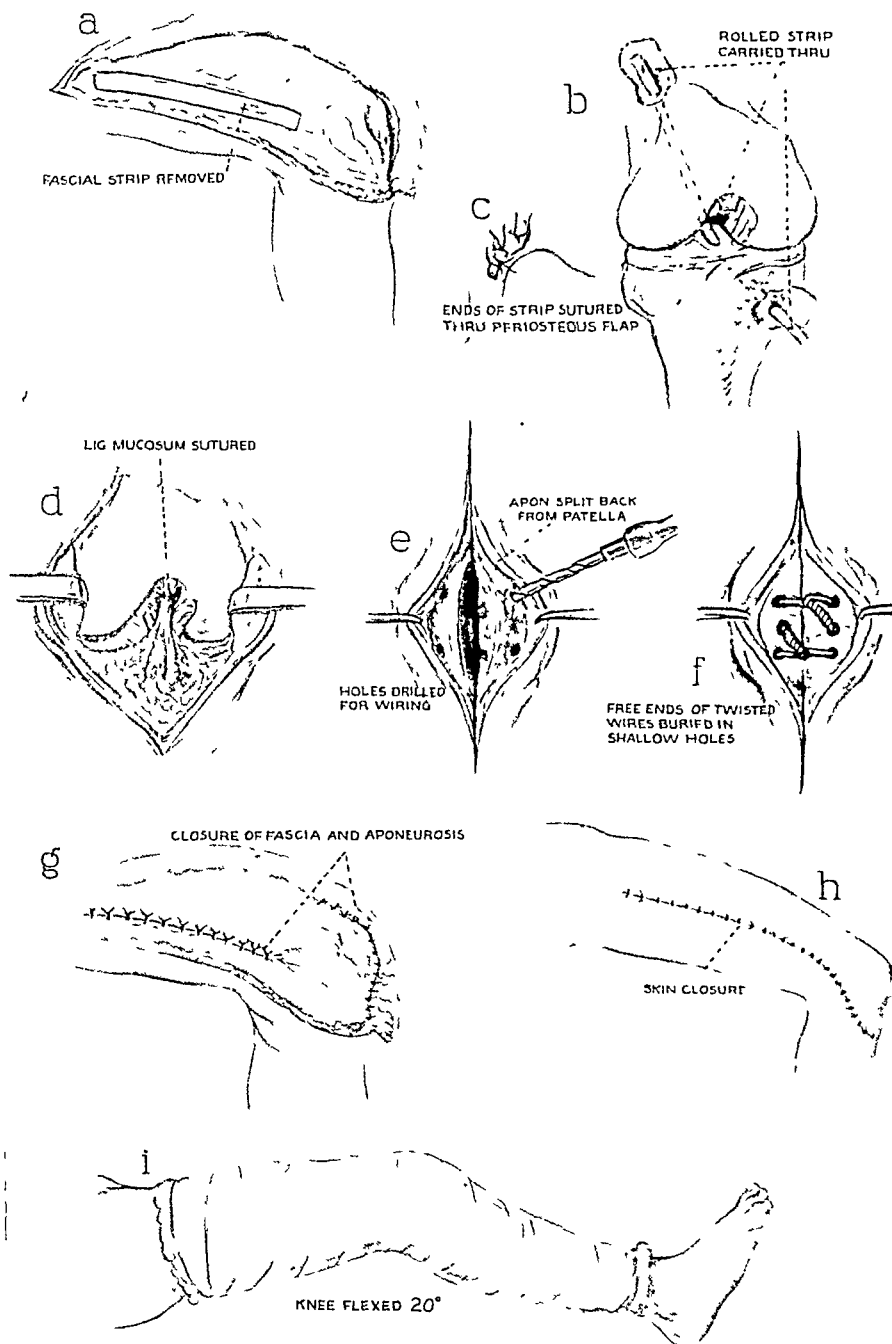 a
FASCIAL STRIP REMOVED
b
ROLLED STRIP
CARRIED THRU
c
ENDS OF STRIP SUTURED
THRU PERIOSTEOUS FLAP
d
LIG MUCOSUM SUTURED
e
APON SPLIT BACK
FROM PATELLA
HOLES DRILLED
FOR WIRING
f
FREE ENDS OF TWISTED
WIRES BURIED IN
SHALLOW HOLES
g
CLOSURE OF FASCIA AND APONEUROSIS
h
SKIN CLOSURE
i
KNEE FLEXED 20°